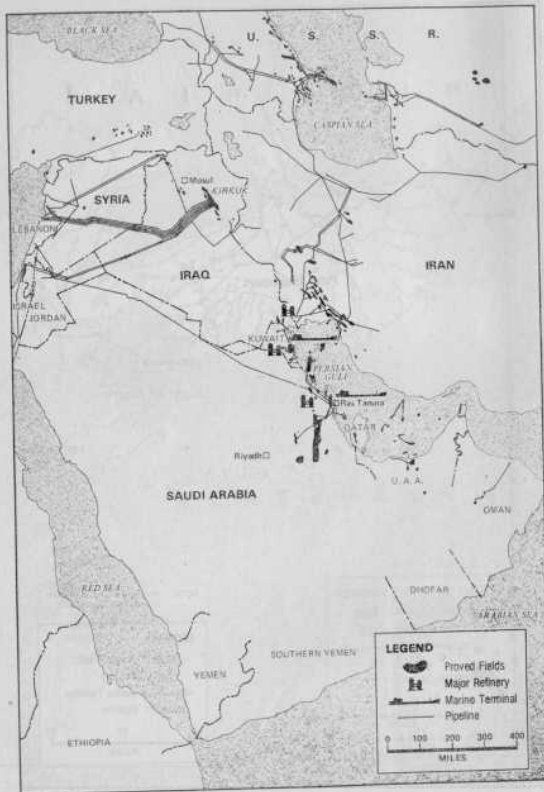 BLACK SEA
U. S. S. R.
TURKEY
CASPIAN SEA
Mosul
KIRKUK
SYRIA
LEBANON
IRAQ
IRAN
ISRAEL
JORDAN
KUWAIT
PERSIAN GULF
Ras Tanura
QATAR
Riyadh
U.A.A.
SAUDI ARABIA
OMAN
DHOFAR
RED SEA
ARABIAN SEA
SOUTHERN YEMEN
YEMEN
ETHIOPIA
LEGEND
Proved Fields
Major Refinery
Marine Terminal
Pipeline
0 100 200 300 400
MILES